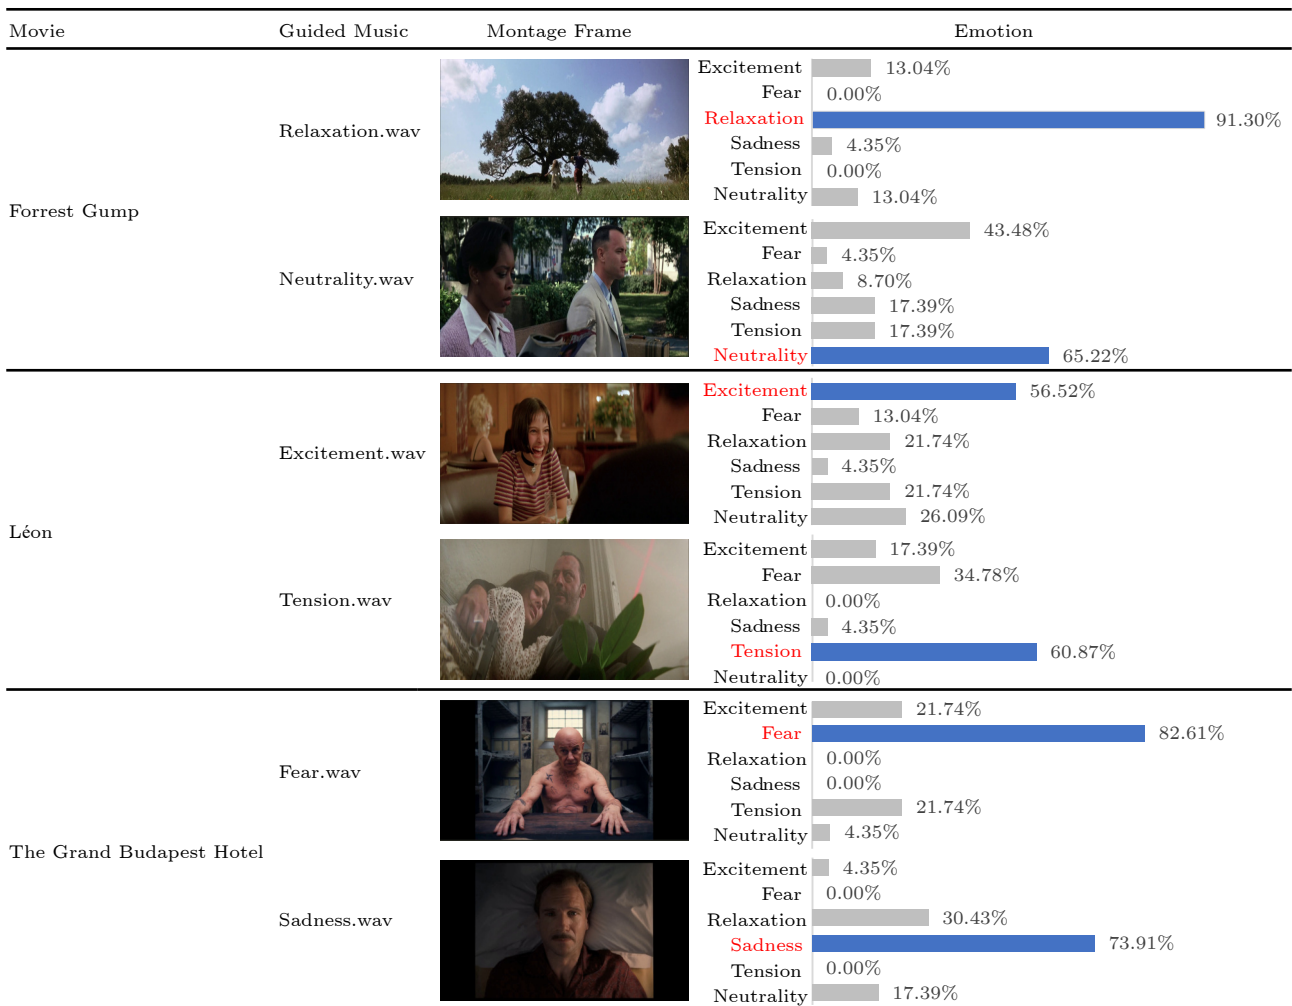 Movie Guided Music Montage Frame Emotion
Forrest Gump
Relaxation.wav
Excitement 13.04%
Fear 0.00%
Relaxation 91.30%
Sadness 4.35%
Tension 0.00%
Neutrality 13.04%
Neutrality.wav
Excitement 43.48%
Fear 4.35%
Relaxation 8.70%
Sadness 17.39%
Tension 17.39%
Neutrality 65.22%
Léon
Excitement.wav
Excitement 56.52%
Fear 13.04%
Relaxation 21.74%
Sadness 4.35%
Tension 21.74%
Neutrality 26.09%
Tension.wav
Excitement 17.39%
Fear 34.78%
Relaxation 0.00%
Sadness 4.35%
Tension 60.87%
Neutrality 0.00%
The Grand Budapest Hotel
Fear.wav
Excitement 21.74%
Fear 82.61%
Relaxation 0.00%
Sadness 0.00%
Tension 21.74%
Neutrality 4.35%
Sadness.wav
Excitement 4.35%
Fear 0.00%
Relaxation 30.43%
Sadness 73.91%
Tension 0.00%
Neutrality 17.39%